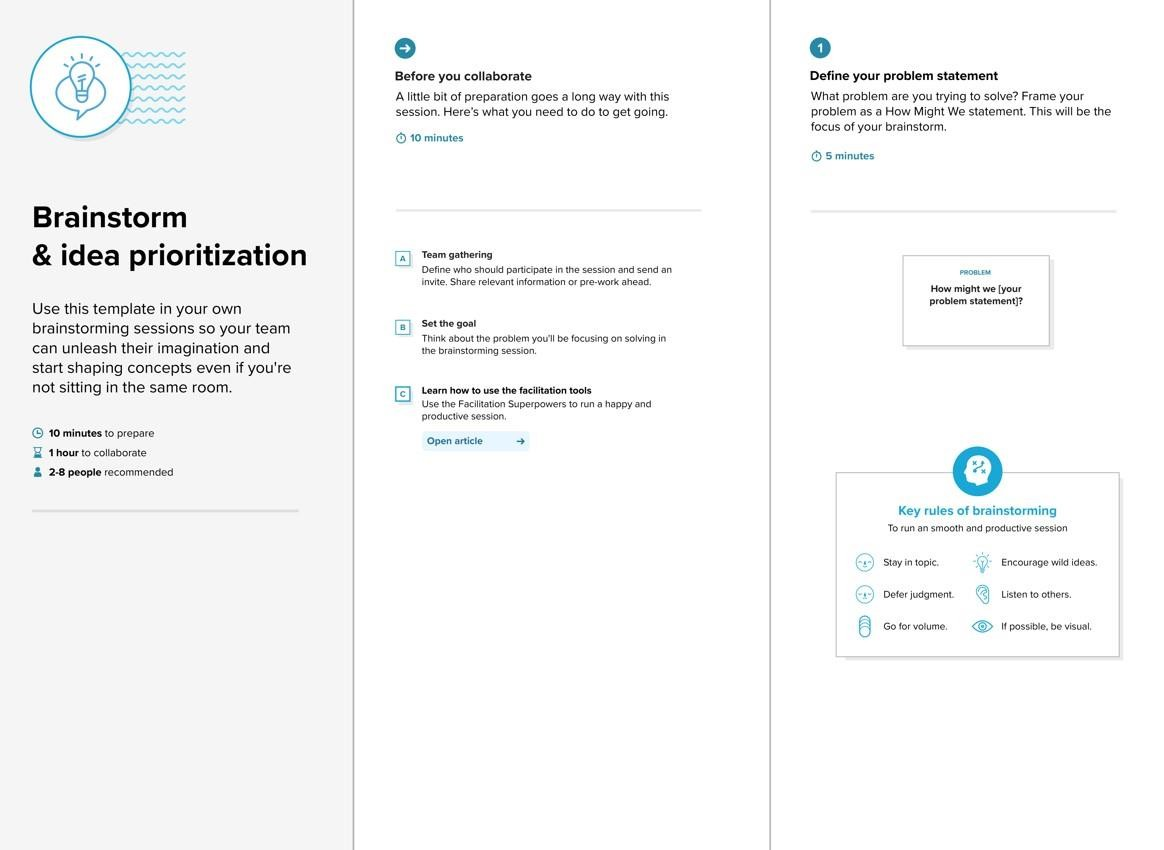 Brainstorm
& idea prioritization
Use this template in your own
brainstorming sessions so your team
can unleash their imagination and
start shaping concepts even if you're
not sitting in the same room.
10 minutes to prepare
1 hour to collaborate
2-8 people recommended
Before you collaborate
A little bit of preparation goes a long way with this
session. Here's what you need to do to get going.
10 minutes
A
Team gathering
Define who should participate in the session and send an
invite. Share relevant information or pre-work ahead.
B
Set the goal
Think about the problem you'll be focusing on solving in
the brainstorming session.
C
Learn how to use the facilitation tools
Use the Facilitation Superpowers to run a happy and
productive session.
Open article
1
Define your problem statement
What problem are you trying to solve? Frame your
problem as a How Might We statement. This will be the
focus of your brainstorm.
5 minutes
PROBLEM
How might we [your
problem statement]?
Key rules of brainstorming
To run an smooth and productive session
Stay in topic.
Encourage wild ideas.
Defer judgment.
Listen to others.
Go for volume.
If possible, be visual.